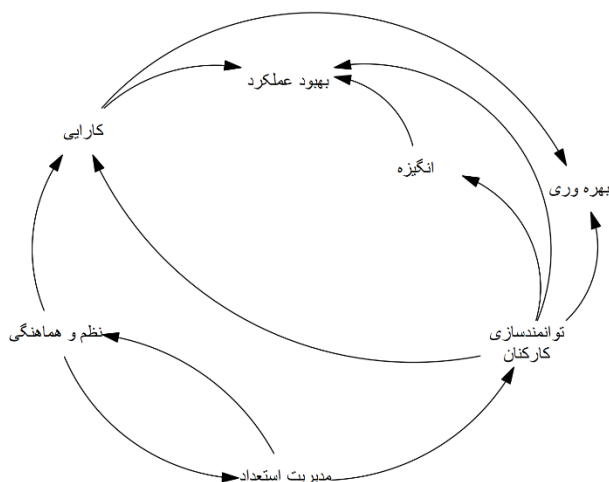 بهبود عملکرد
کارایی
انگیزه
بهره وری
نظم و هماهنگی
توانمندسازی
کارکنان
مدیریت استعداد